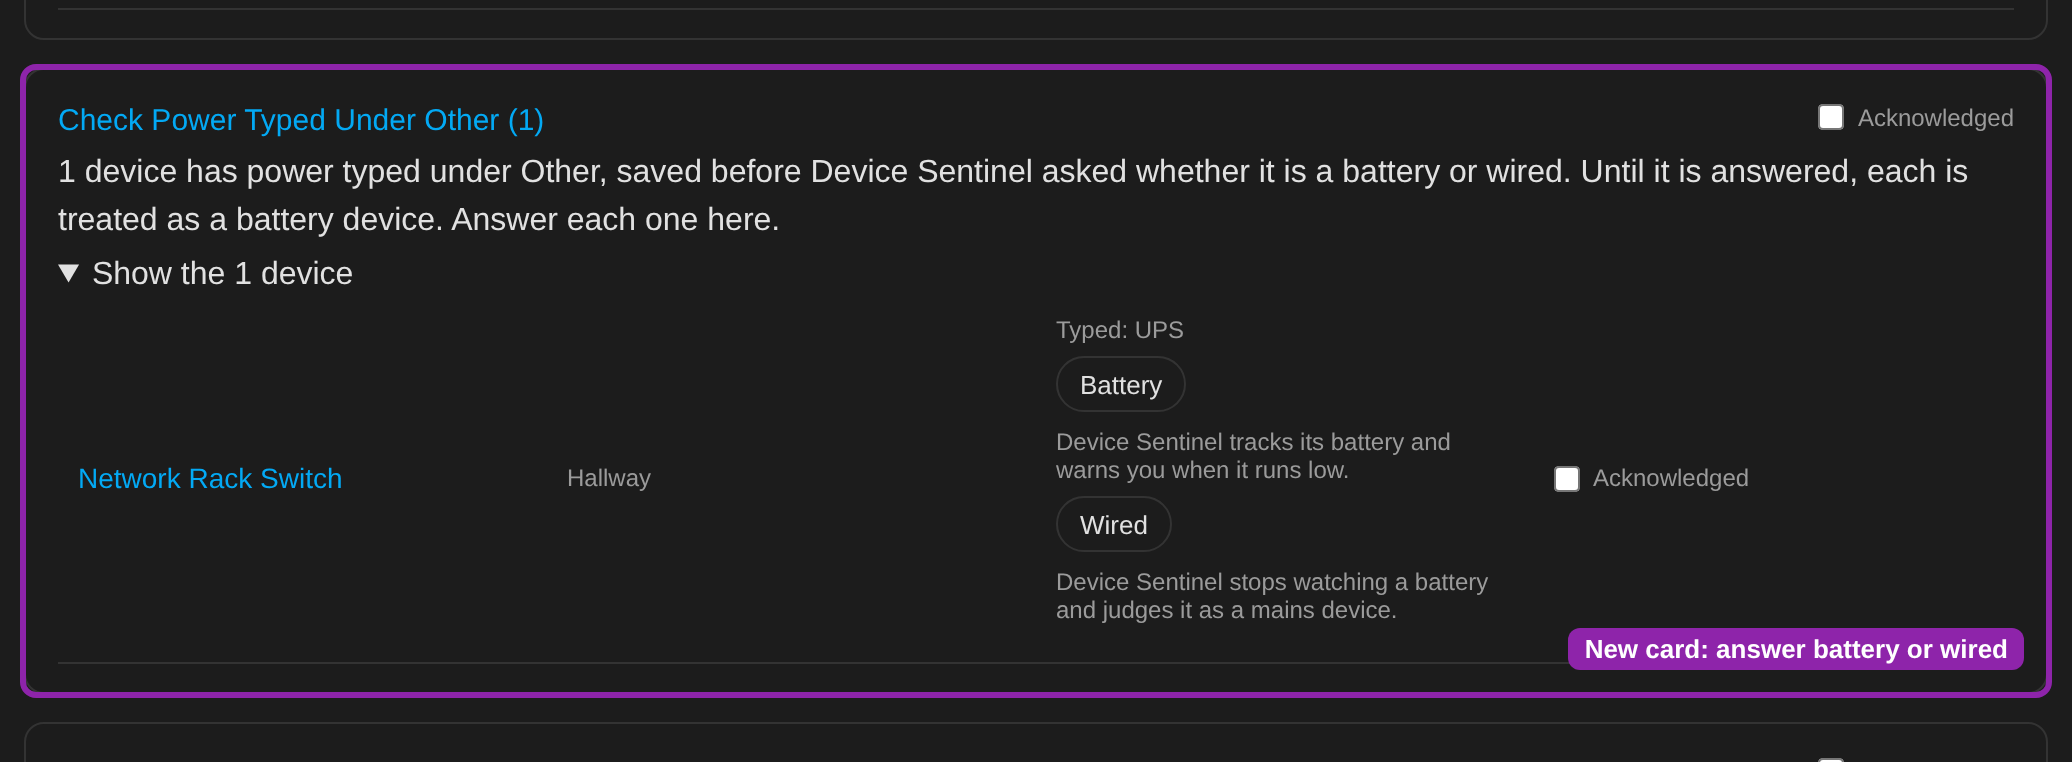 Check Power Typed Under Other (1)
Acknowledged
1 device has power typed under Other, saved before Device Sentinel asked whether it is a battery or wired. Until it is answered, each is
treated as a battery device. Answer each one here.
Show the 1 device
Typed: UPS
Battery
Device Sentinel tracks its battery and
warns you when it runs low.
Network Rack Switch
Hallway
Acknowledged
Wired
Device Sentinel stops watching a battery
and judges it as a mains device.
New card: answer battery or wired